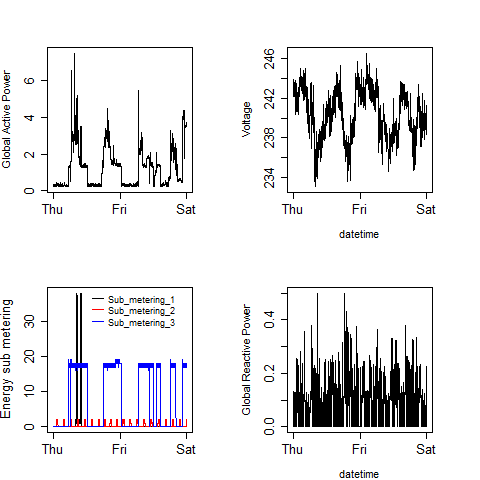 Global Active Power
6
4
2
0
Thu
Fri
Sat
Voltage
246
242
238
234
Thu
Fri
Sat
datetime
Energy sub metering
30
20
10
0
Sub_metering_1
Sub_metering_2
Sub_metering_3
Thu
Fri
Sat
Global Reactive Power
0.4
0.2
0.0
Thu
Fri
Sat
datetime